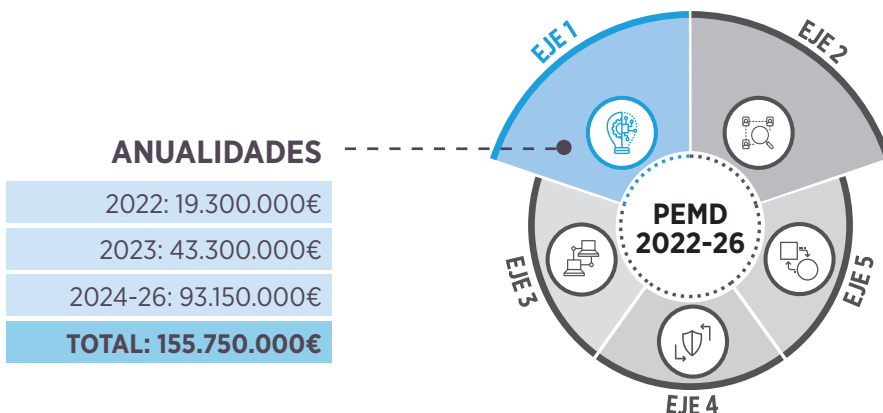 ANUALIDADES
2022: 19.300.000€
2023: 43.300.000€
2024-26: 93.150.000€
TOTAL: 155.750.000€
EJE 1
EJE 2
PEMD
2022-26
EJE 3
EJE 5
EJE 4